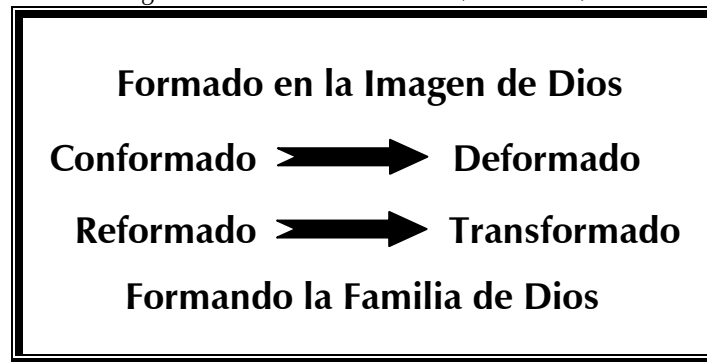 Formado en la Imagen de Dios
Conformado Deformado
Reformado Transformado
Formando la Familia de Dios